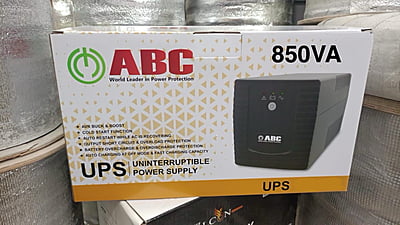 ABC
World Leader in Power Protection
850VA
AVR BUCK & BOOST
COLD START FUNCTION
AUTO RESTART WHILE AC IS RECOVERING
OUTPUT SHORT CIRCUIT & OVERLOAD PROTECTION
BATTERY OVERCHARGE & OVERDISCHARGE PROTECTION
AUTO CHARGING AT OFF MODE & FAST CHARGING CAPACITY
ABC
UPS UNINTERRUPTIBLE
POWER SUPPLY
UPS